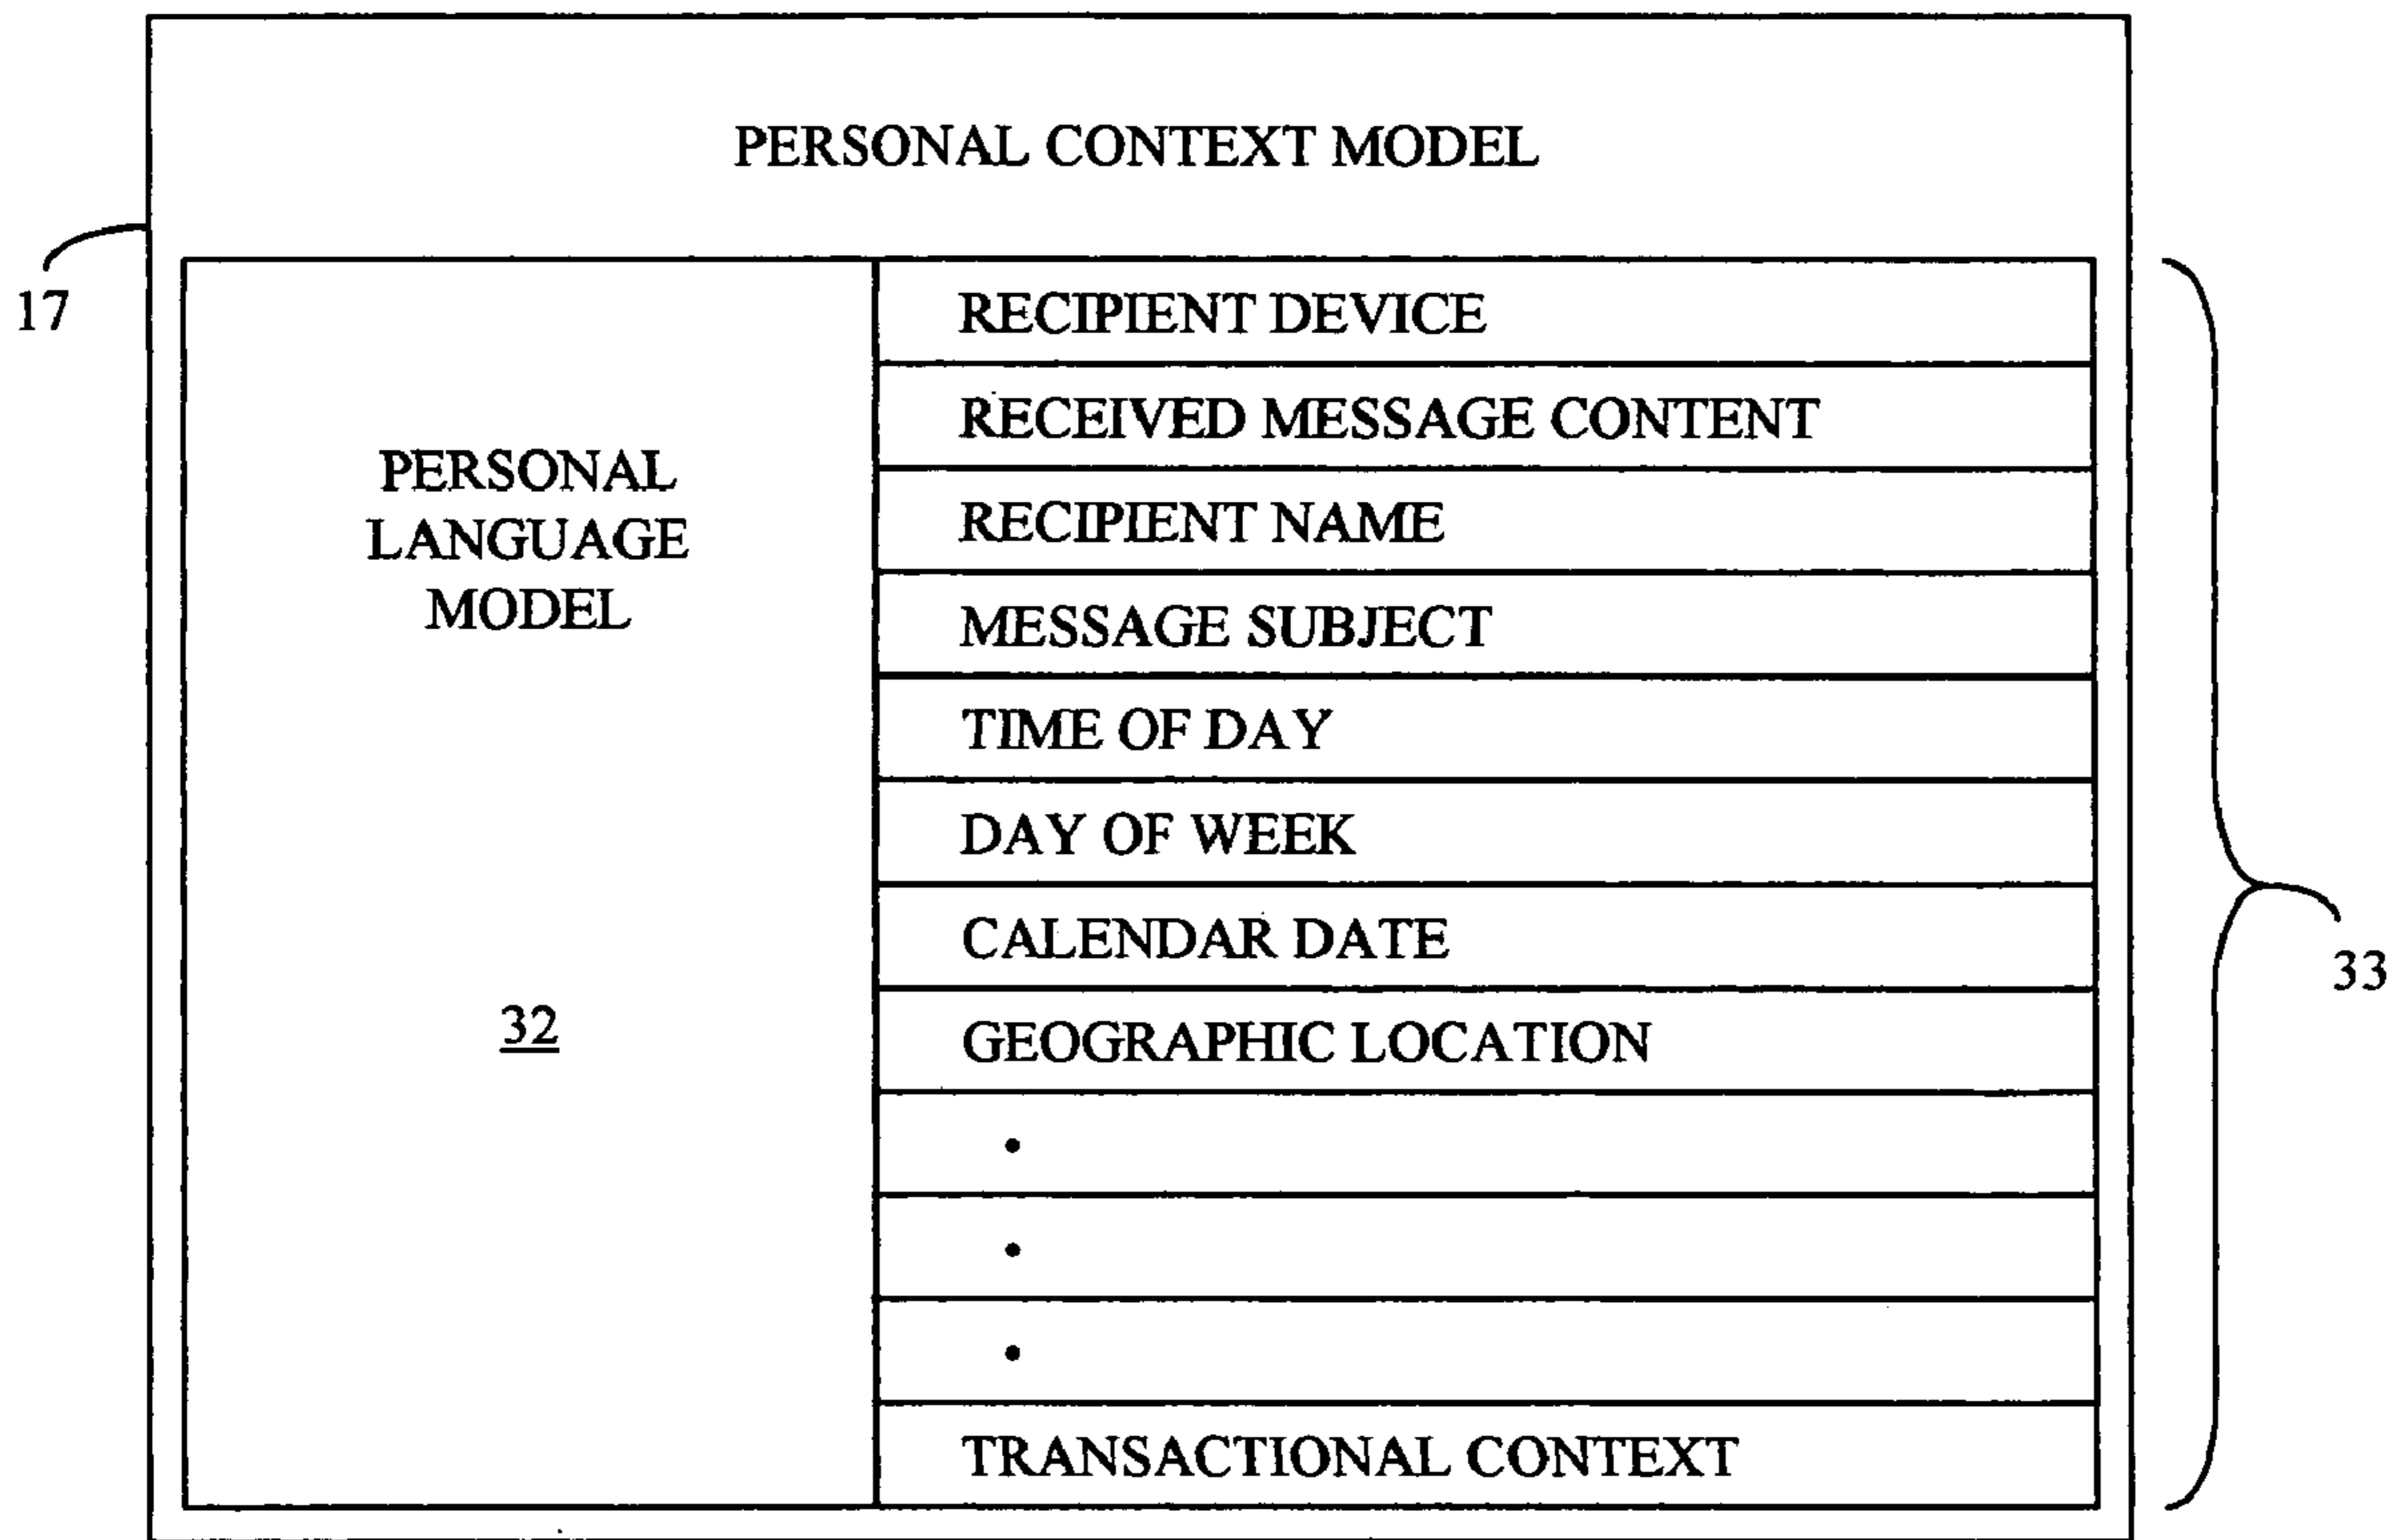 PERSONAL CONTEXT MODEL
17
PERSONAL
LANGUAGE
MODEL
32
RECIPIENT DEVICE
RECEIVED MESSAGE CONTENT
RECIPIENT NAME
MESSAGE SUBJECT
TIME OF DAY
DAY OF WEEK
CALENDAR DATE
GEOGRAPHIC LOCATION
•
•
•
TRANSACTIONAL CONTEXT
33